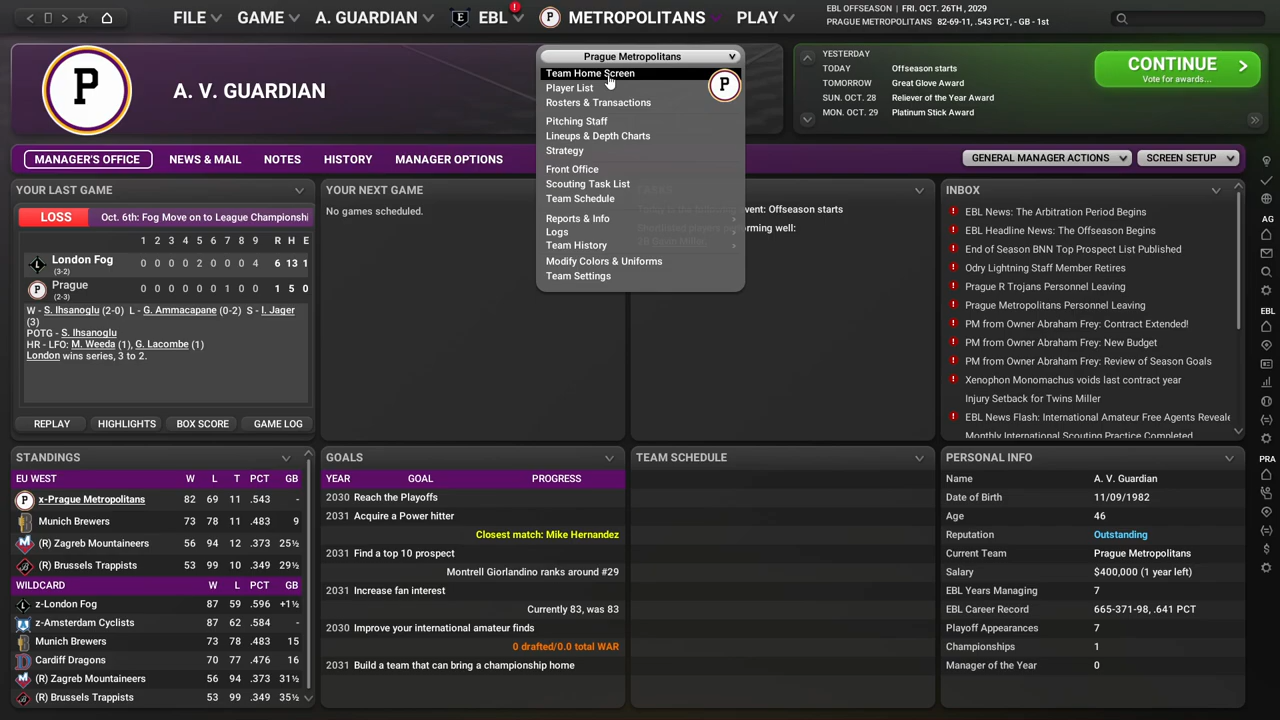 FILE GAME A. GUARDIAN E EBL ! P METROPOLITANS PLAY
EBL OFFSEASON | FRI. OCT. 26TH, 2029
PRAGUE METROPOLITANS 82-69-11, .543 PCT, - GB - 1st
P
A. V. GUARDIAN
Prague Metropolitans
Team Home Screen
Player List
Rosters & Transactions
Pitching Staff
Lineups & Depth Charts
Strategy
Front Office
Scouting Task List
Team Schedule
Reports & Info
Logs
Team History
Modify Colors & Uniforms
Team Settings
P
YESTERDAY
TODAY Offseason starts
TOMORROW Great Glove Award
SUN. OCT. 28 Reliever of the Year Award
MON. OCT. 29 Platinum Stick Award
CONTINUE
Vote for awards...
MANAGER'S OFFICE NEWS & MAIL NOTES HISTORY MANAGER OPTIONS
GENERAL MANAGER ACTIONS SCREEN SETUP
YOUR LAST GAME
LOSS Oct. 6th: Fog Move on to League Championshi
1 2 3 4 5 6 7 8 9 R H E
London Fog 0 0 0 0 2 0 0 0 4 6 13 1
(3-2)
P Prague 0 0 0 0 0 0 1 0 0 1 5 0
(2-3)
W - S. Ihsanoglu (2-0) L - G. Ammacapane (0-2) S - I. Jager
(3)
POTG - S. Ihsanoglu
HR - LFO: M. Weeda (1), G. Lacombe (1)
London wins series, 3 to 2.
REPLAY HIGHLIGHTS BOX SCORE GAME LOG
YOUR NEXT GAME
No games scheduled.
TASKS
event: Offseason starts
INBOX
EBL News: The Arbitration Period Begins
EBL Headline News: The Offseason Begins
End of Season BNN Top Prospect List Published
Odry Lightning Staff Member Retires
Prague R Trojans Personnel Leaving
Prague Metropolitans Personnel Leaving
PM from Owner Abraham Frey: Contract Extended!
PM from Owner Abraham Frey: New Budget
PM from Owner Abraham Frey: Review of Season Goals
Xenophon Monomachus voids last contract year
Injury Setback for Twins Miller
EBL News Flash: International Amateur Free Agents Reveale
Monthly International Scouting Practice Completed
STANDINGS
EU WEST W L T PCT GB
P x-Prague Metropolitans 82 69 11 .543 -
Munich Brewers 73 78 11 .483 9
(R) Zagreb Mountaineers 56 94 12 .373 25½
(R) Brussels Trappists 53 99 10 .349 29½
WILDCARD W L PCT GB
z-London Fog 87 59 .596 +1½
z-Amsterdam Cyclists 87 62 .584 -
Munich Brewers 73 78 .483 15
Cardiff Dragons 70 77 .476 16
(R) Zagreb Mountaineers 56 94 .373 31½
(R) Brussels Trappists 53 99 .349 35½
GOALS
YEAR GOAL PROGRESS
2030 Reach the Playoffs
2031 Acquire a Power hitter
Closest match: Mike Hernandez
2031 Find a top 10 prospect
Montrell Giorlandino ranks around #29
2031 Increase fan interest
Currently 83, was 83
2030 Improve your international amateur finds
0 drafted/0.0 total WAR
2031 Build a team that can bring a championship home
TEAM SCHEDULE
PERSONAL INFO
Name A. V. Guardian
Date of Birth 11/09/1982
Age 46
Reputation Outstanding
Current Team Prague Metropolitans
Salary $400,000 (1 year left)
EBL Years Managing 7
EBL Career Record 665-371-98, .641 PCT
Playoff Appearances 7
Championships 1
Manager of the Year 0
AG
EBL
PRA